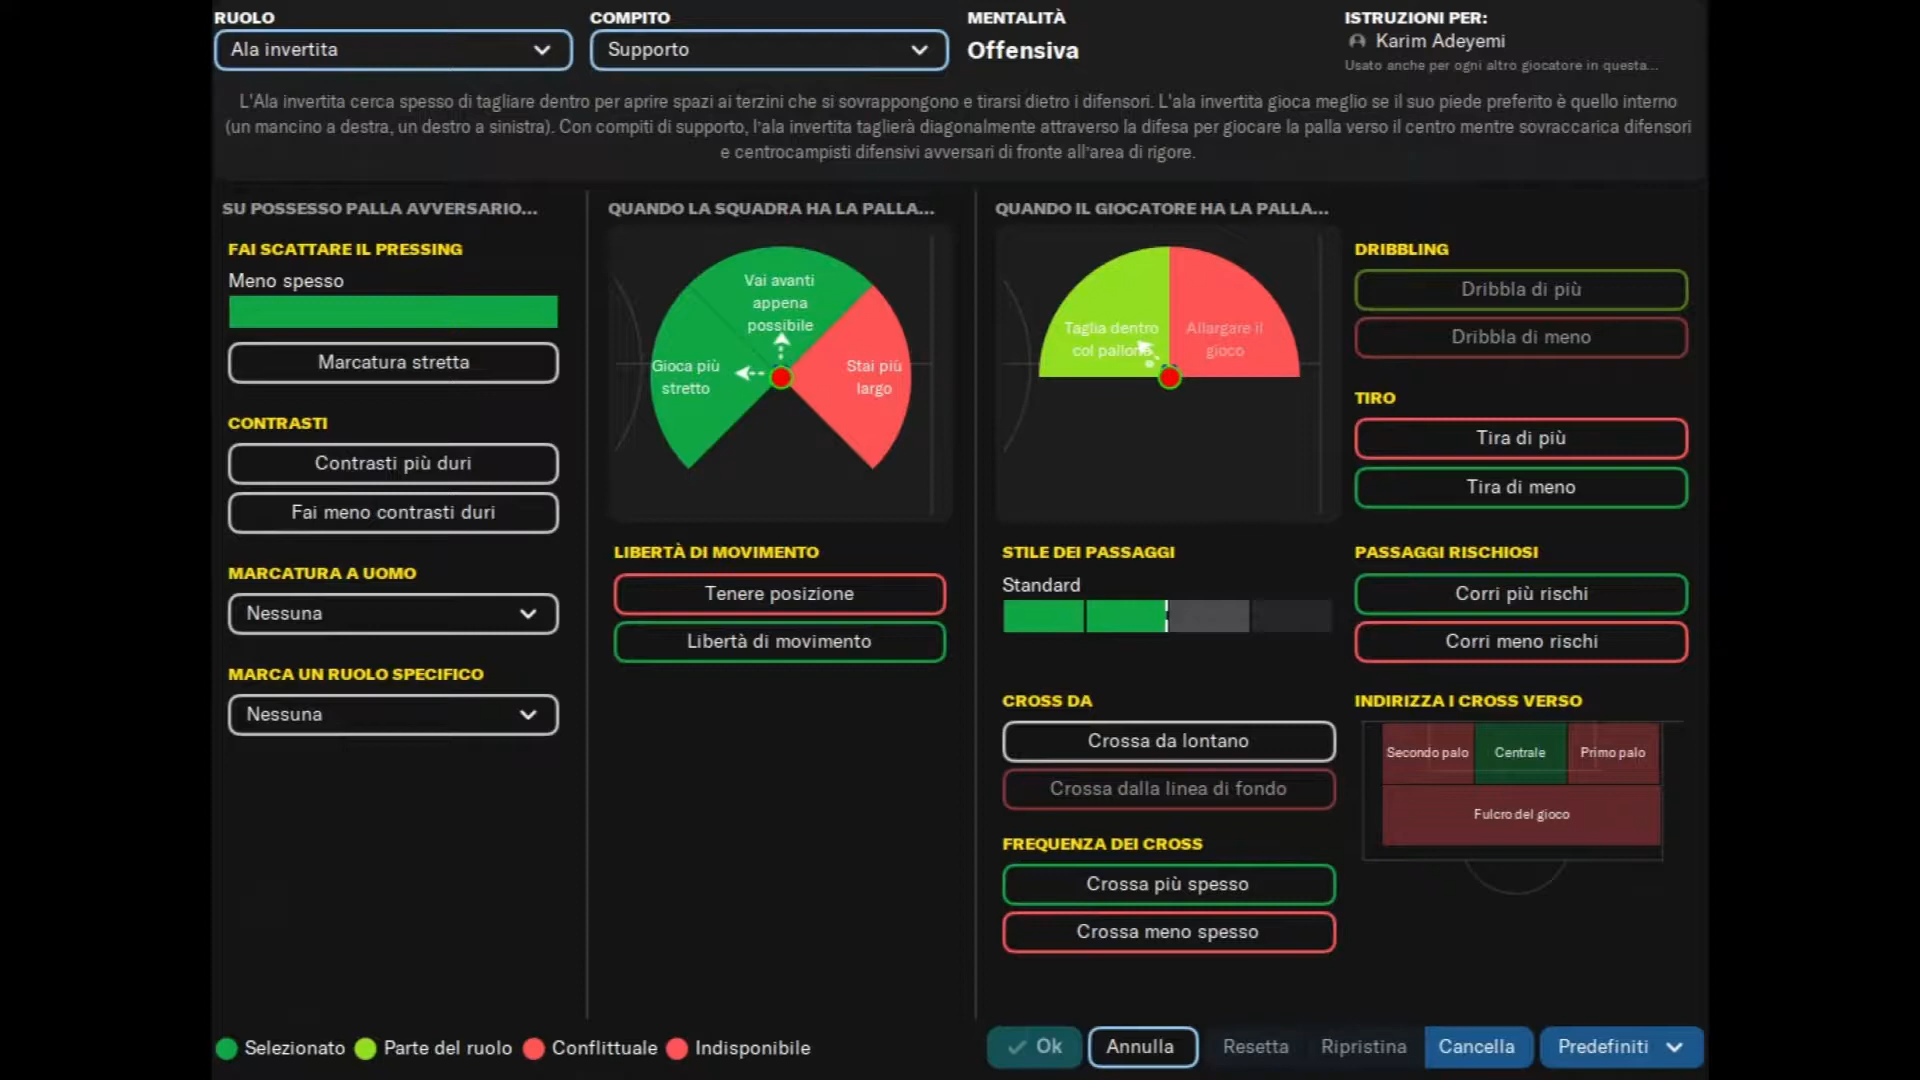 RUOLO
Ala invertita
COMPITO
Supporto
MENTALITÀ
Offensiva
ISTRUZIONI PER:
Karim Adeyemi
Usato anche per ogni altro giocatore in questa...
L'Ala invertita cerca spesso di tagliare dentro per aprire spazi ai terzini che si sovrappongono e tirarsi dietro i difensori. L'ala invertita gioca meglio se il suo piede preferito è quello interno
(un mancino a destra, un destro a sinistra). Con compiti di supporto, l'ala invertita taglierà diagonalmente attraverso la difesa per giocare la palla verso il centro mentre sovraccarica difensori
e centrocampisti difensivi avversari di fronte all'area di rigore.
SU POSSESSO PALLA AVVERSARIO...
FAI SCATTARE IL PRESSING
Meno spesso
Marcatura stretta
CONTRASTI
Contrasti più duri
Fai meno contrasti duri
MARCATURA A UOMO
Nessuna
MARCA UN RUOLO SPECIFICO
Nessuna
QUANDO LA SQUADRA HA LA PALLA...
Vai avanti
appena
possibile
Gioca più
stretto
Stai più
largo
LIBERTÀ DI MOVIMENTO
Tenere posizione
Libertà di movimento
QUANDO IL GIOCATORE HA LA PALLA...
Taglia dentro
col pallone
Allargare il
gioco
STILE DEI PASSAGGI
Standard
CROSS DA
Crossa da lontano
Crossa dalla linea di fondo
FREQUENZA DEI CROSS
Crossa più spesso
Crossa meno spesso
DRIBBLING
Dribbla di più
Dribbla di meno
TIRO
Tira di più
Tira di meno
PASSAGGI RISCHIOSI
Corri più rischi
Corri meno rischi
INDIRIZZA I CROSS VERSO
Secondo palo
Centrale
Primo palo
Fulcro del gioco
Selezionato
Parte del ruolo
Conflittuale
Indisponibile
Ok
Annulla
Resetta
Ripristina
Cancella
Predefiniti